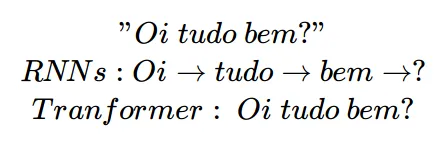 "Oi tudo bem?"
RNNs : Oi → tudo → bem →?
Tranformer : Oi tudo bem?